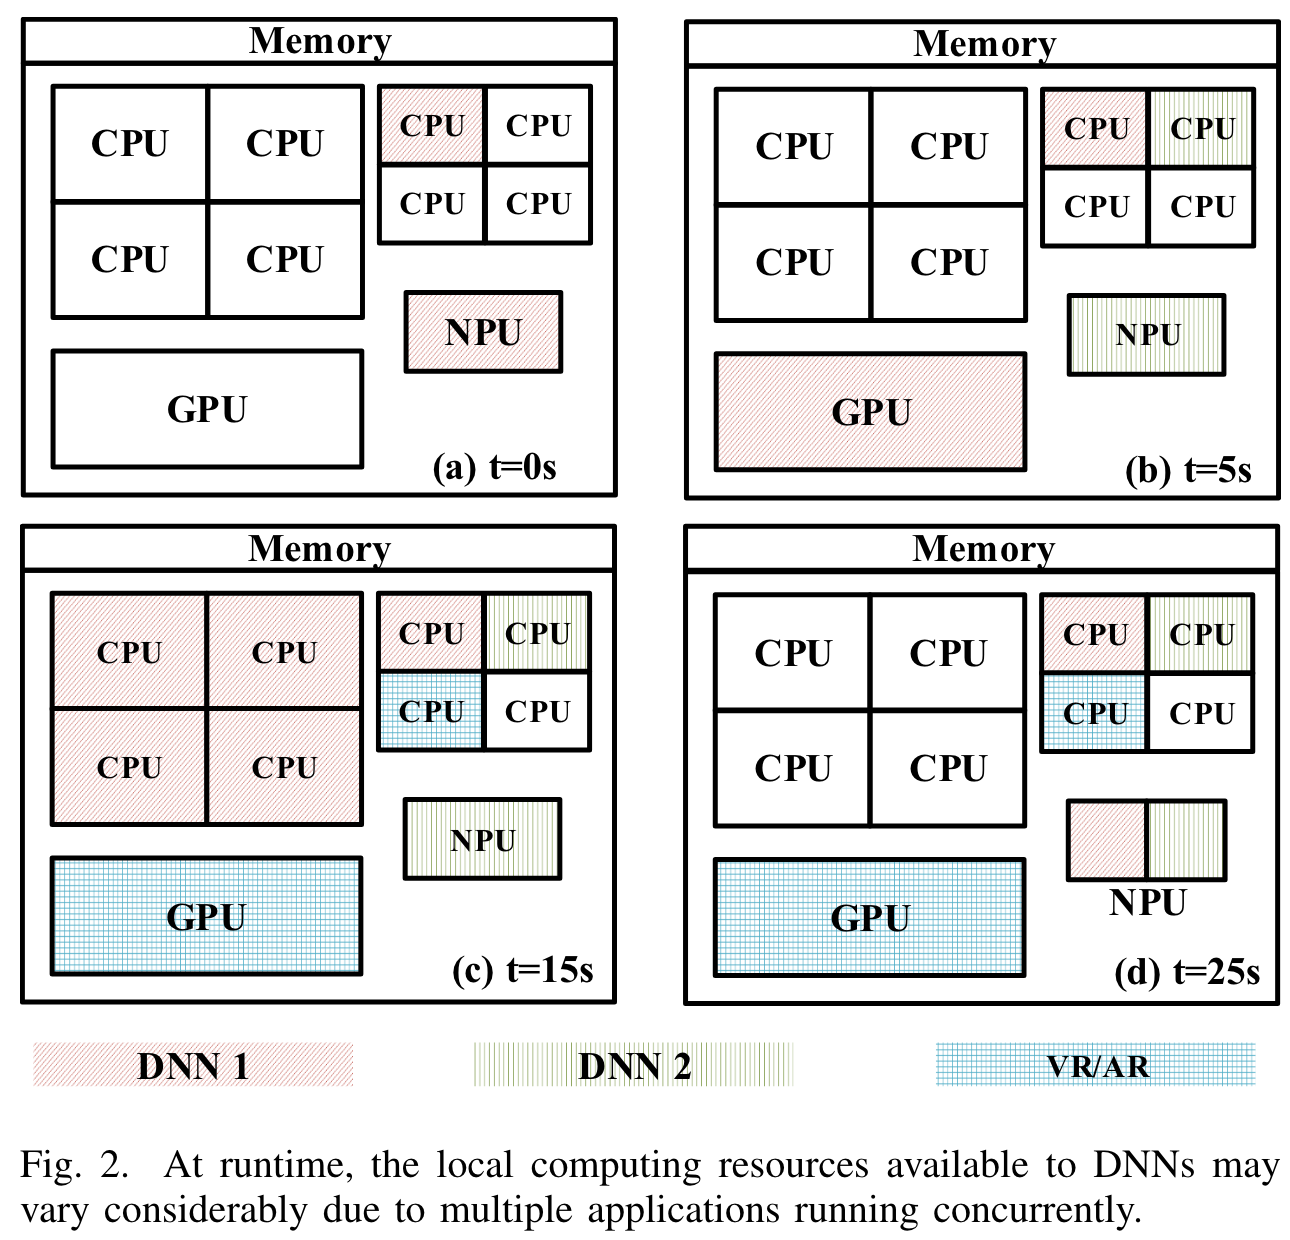 Memory
CPU CPU CPU CPU
CPU CPU CPU CPU
NPU
GPU
(a) t=0s
Memory
CPU CPU CPU CPU
CPU CPU CPU CPU
NPU
GPU
(b) t=5s
Memory
CPU CPU CPU CPU
CPU CPU CPU CPU
NPU
GPU
(c) t=15s
Memory
CPU CPU CPU CPU
CPU CPU CPU CPU
NPU
GPU
(d) t=25s
DNN 1 DNN 2 VR/AR
Fig. 2. At runtime, the local computing resources available to DNNs may
vary considerably due to multiple applications running concurrently.